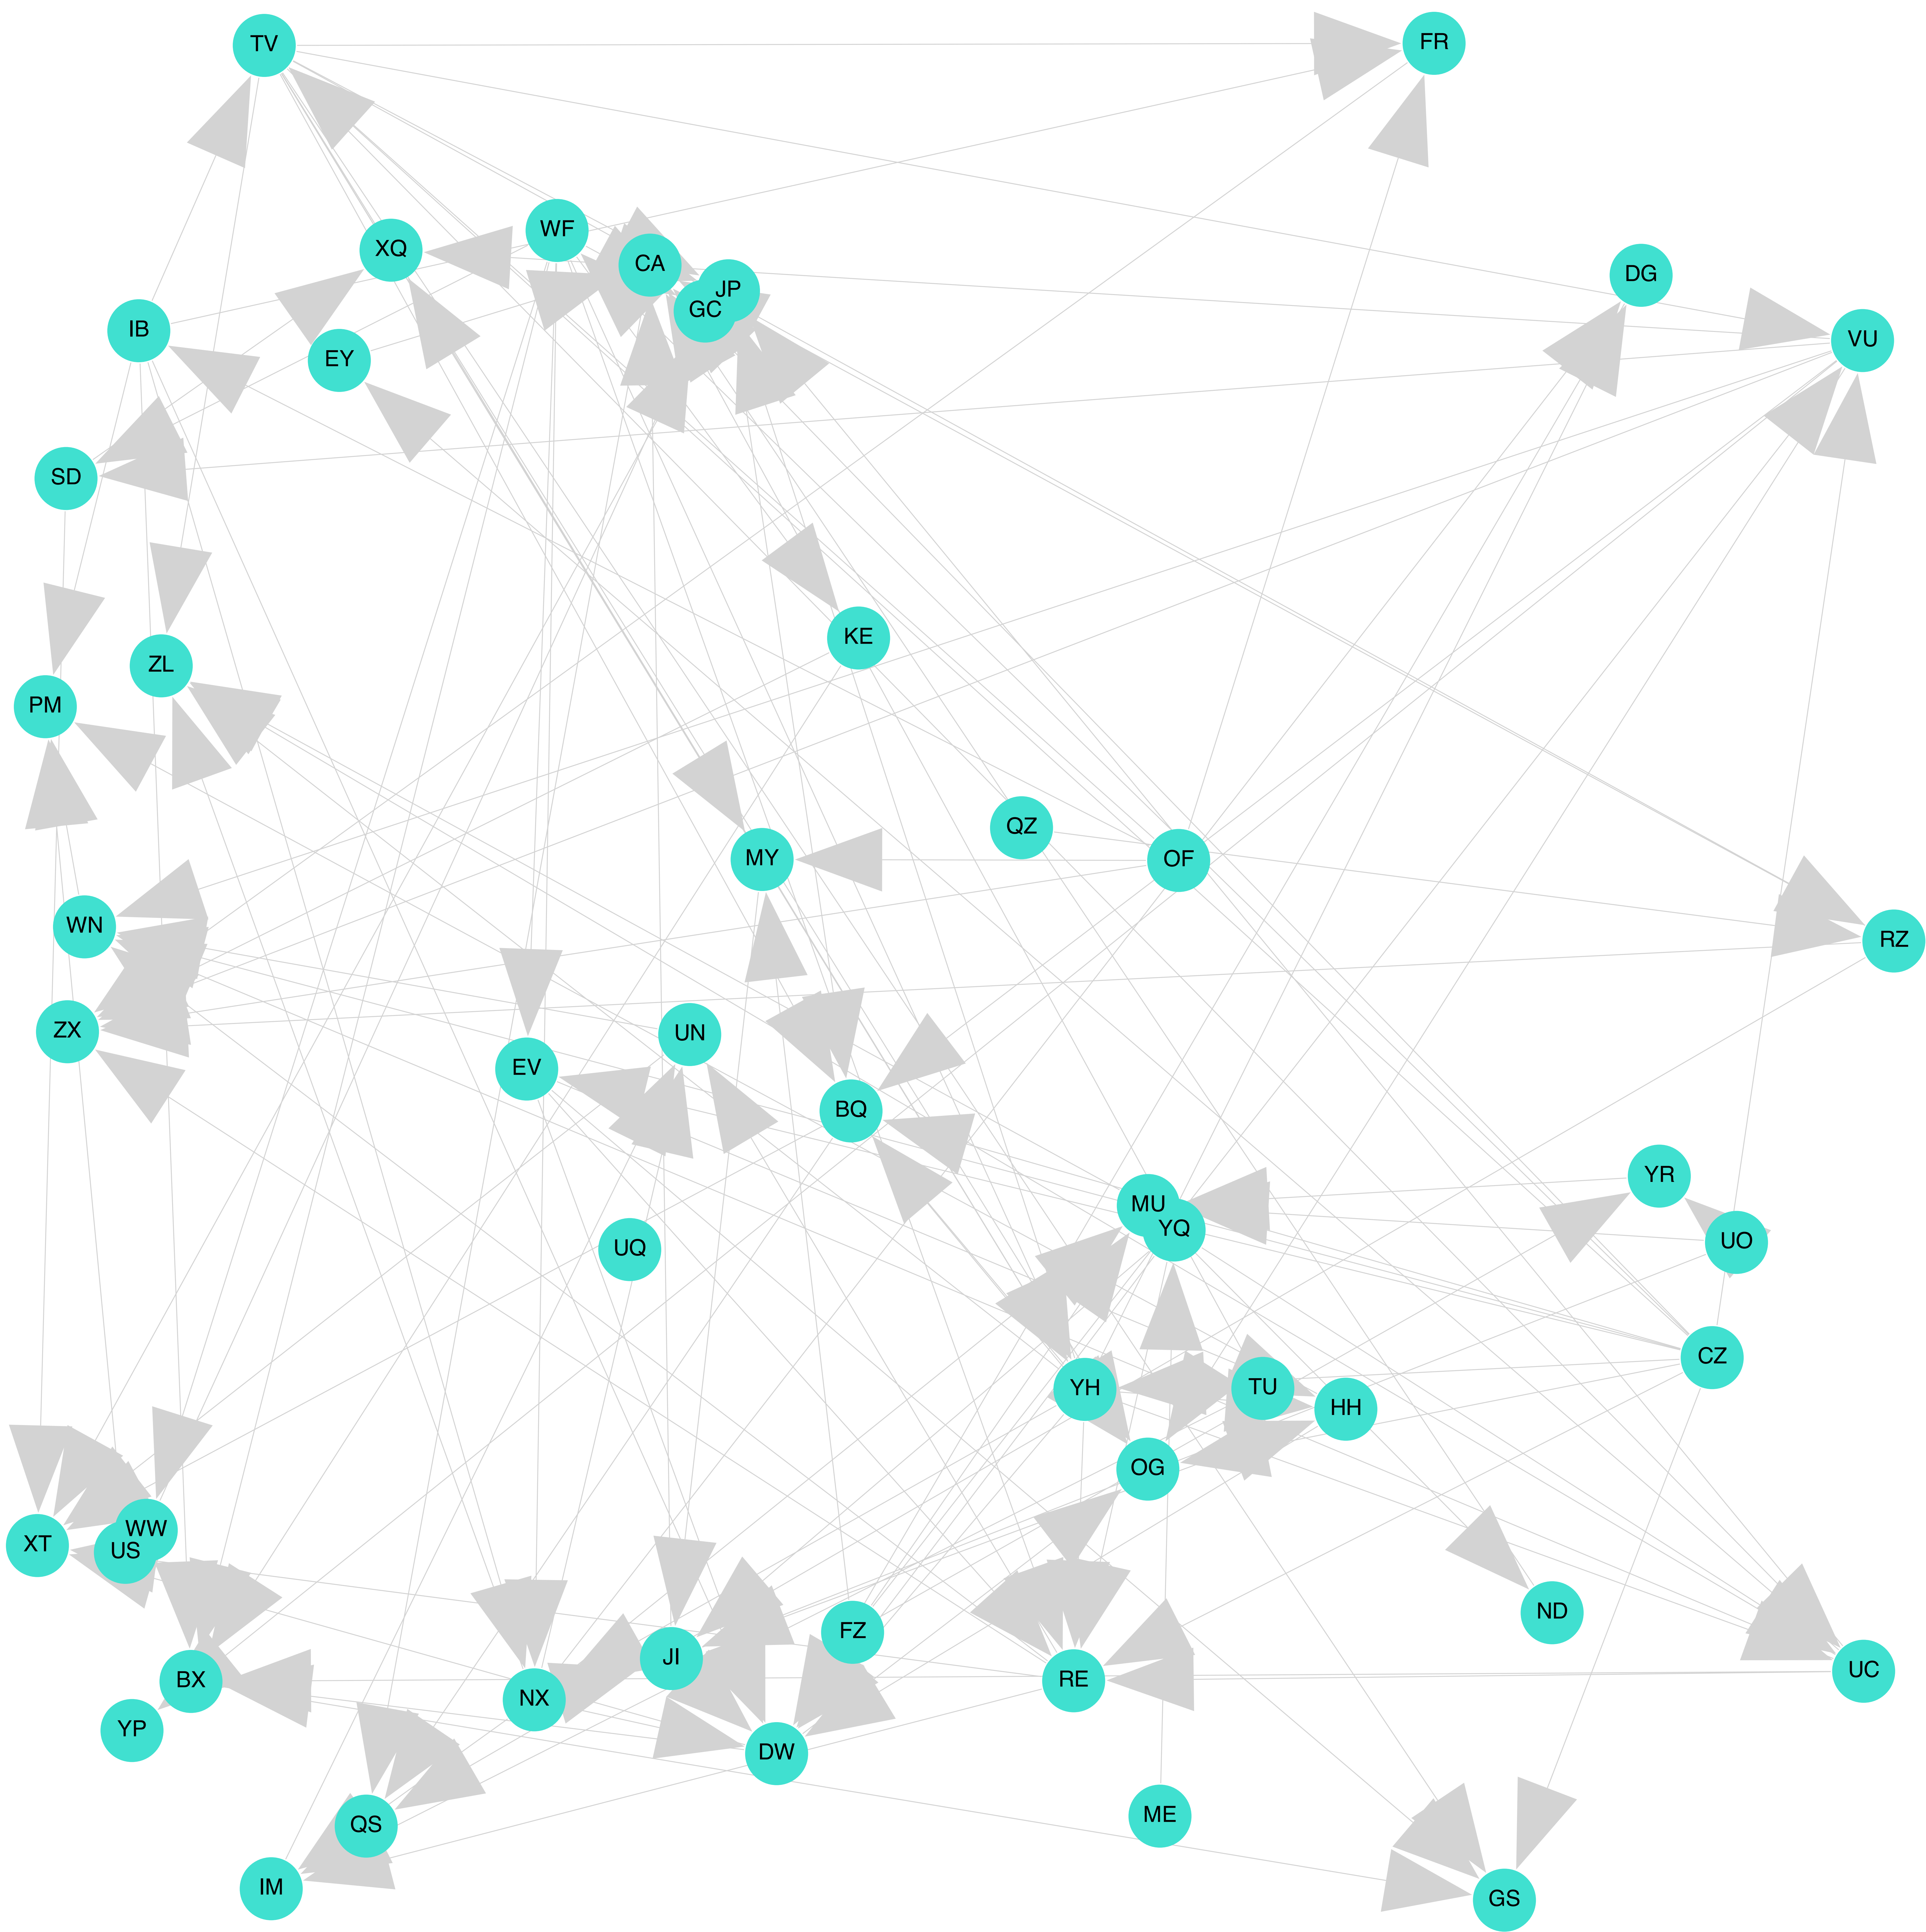 TV
FR
WF
XQ
CA
DG
JP
GC
IB
VU
EY
SD
KE
ZL
PM
QZ
MY
OF
WN
RZ
ZX
UN
EV
BQ
YR
MU
YQ
UO
UQ
CZ
YH
TU
HH
OG
WW
XT
US
ND
FZ
JI
UC
BX
RE
NX
YP
DW
ME
QS
IM
GS